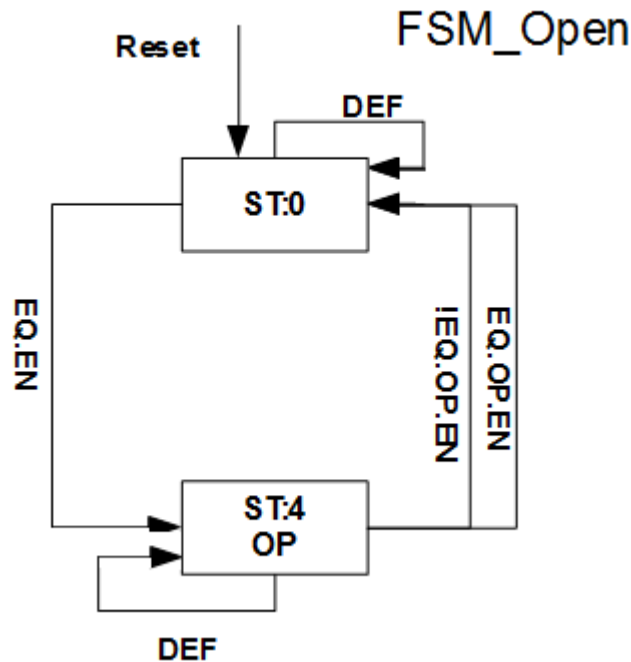 FSM_Open
Reset
DEF
ST:0
EQ.EN
!EQ.OP.EN
EQ.OP.EN
ST:4
OP
DEF